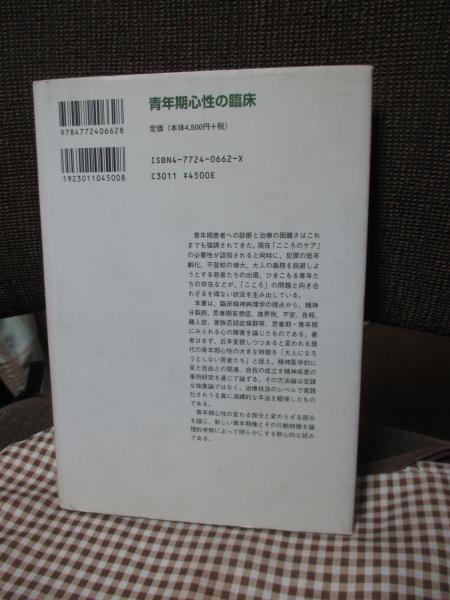 青年期心性の臨床
9784772406628
定価（本体4,500円＋税）
1923011045008
ISBN4-7724-0662-X
C3011 ¥4500E
青年期患者への診断と治療の困難さはこれ
までも強調されてきた。現在「こころのケア」
の必要性が認知されると同時に、犯罪の低年
齢化、不登校の増大、大人の義務を回避しよ
うとする若者たちの出現、ひきこもる青年た
ちの存在などが、「こころ」の問題と向き合
わざるを得ない状況を生み出している。
本書は、臨床精神病理学の視点から、精神
分裂病、思春期妄想症、境界例、不安、自殺、
離人症、家族否認症候群等、思春期・青年期
にみられる心の障害を論じたものである。著
者はまず、近年変貌しつつあると言われる現
代の青年期心性の大きな特徴を「大人になろ
うとしない若者たち」と捉え、精神医学的に
見た自由との関連、自我の成立を精神疾患の
事例研究を通じて論ずる。その方法論は空疎
な抽象論ではなく、治療技法のレベルで実践
化されうる真に演繹的な手法を駆使したもの
である。
青年期心性の変わる部分と変わらざる部分
を論じ、新しい青年期像とその行動特徴を論
理的考察によって明らかにする野心的な試み
である。